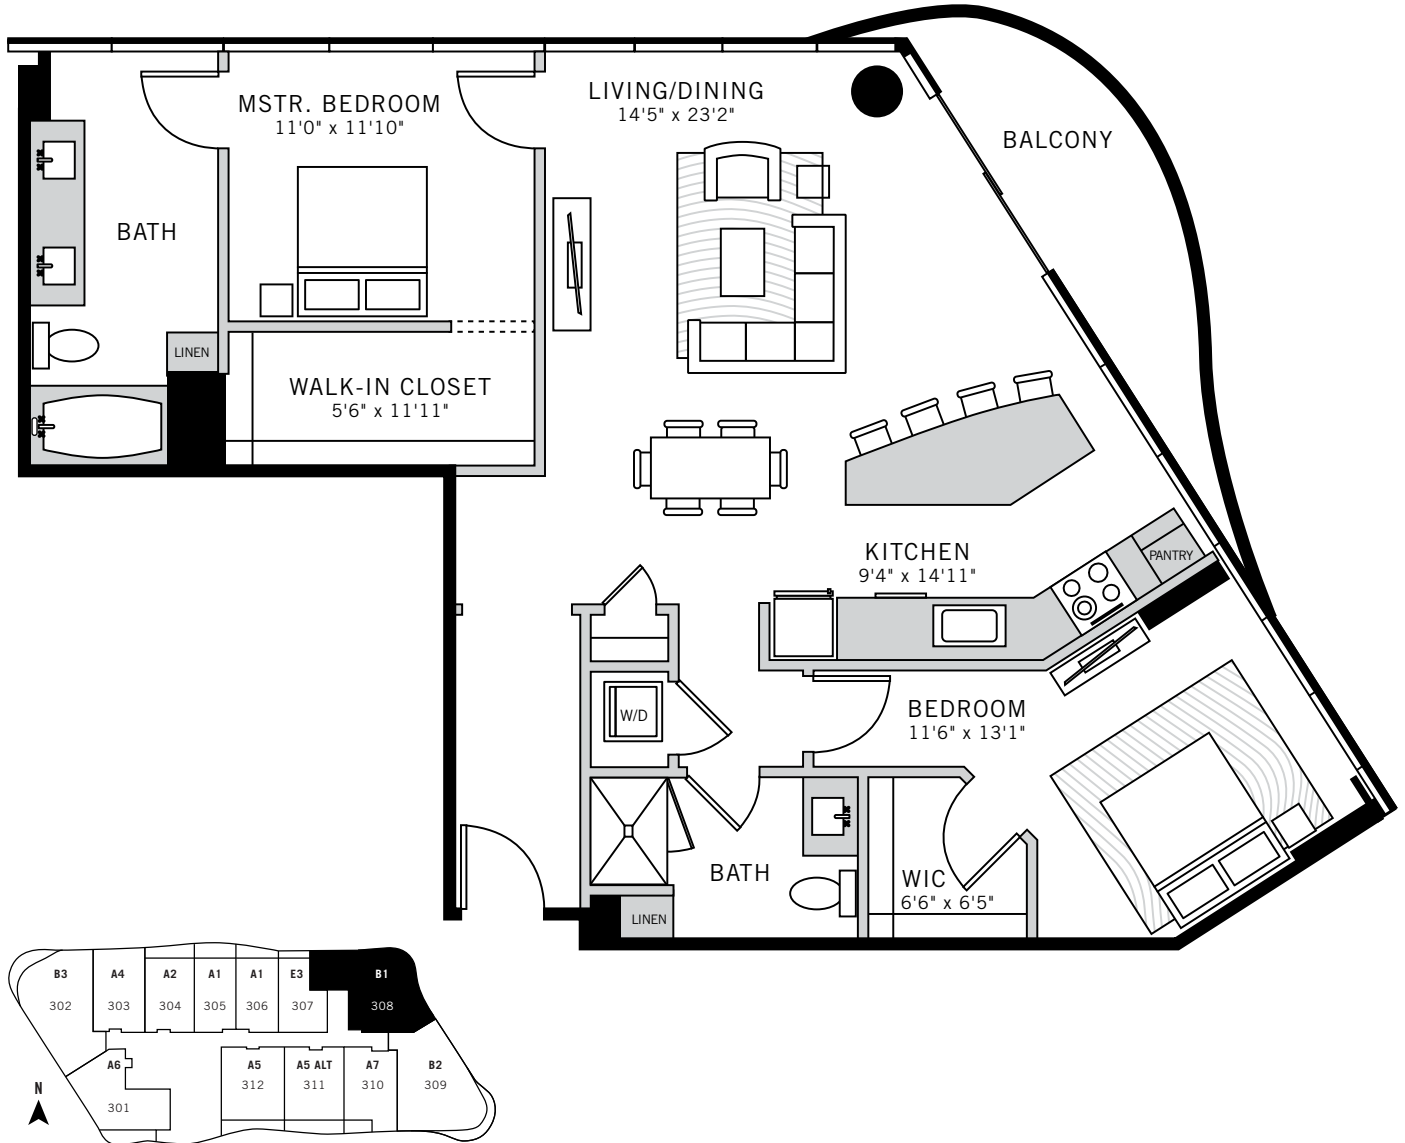 MSTR. BEDROOM
11'0" x 11'10"
LIVING/DINING
14'5" x 23'2"
BALCONY
BATH
LINEN
WALK-IN CLOSET
5'6" x 11'11"
KITCHEN
9'4" x 14'11"
PANTRY
W/D
BEDROOM
11'6" x 13'1"
BATH
WIC
6'6" x 6'5"
LINEN
B3
302
A4
303
A2
304
A1
305
A1
306
E3
307
B1
308
A6
301
A5
312
A5 ALT
311
A7
310
B2
309
N